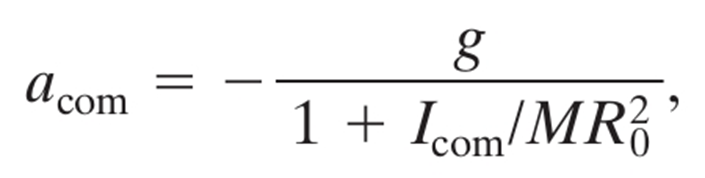 a_com = - g / (1 + I_com/MR_0^2),